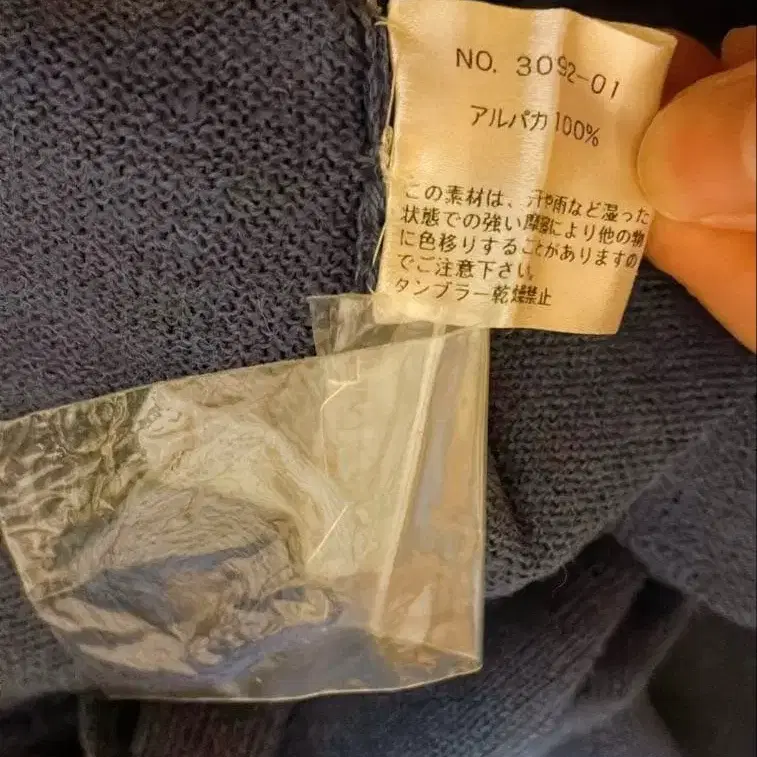 NO. 3092-01
アルパカ 100%
この素材は、汗や雨など湿った
状態での強い摩擦により他の物
に色移りすることがありますの
でご注意下さい。
タンブラー乾燥禁止